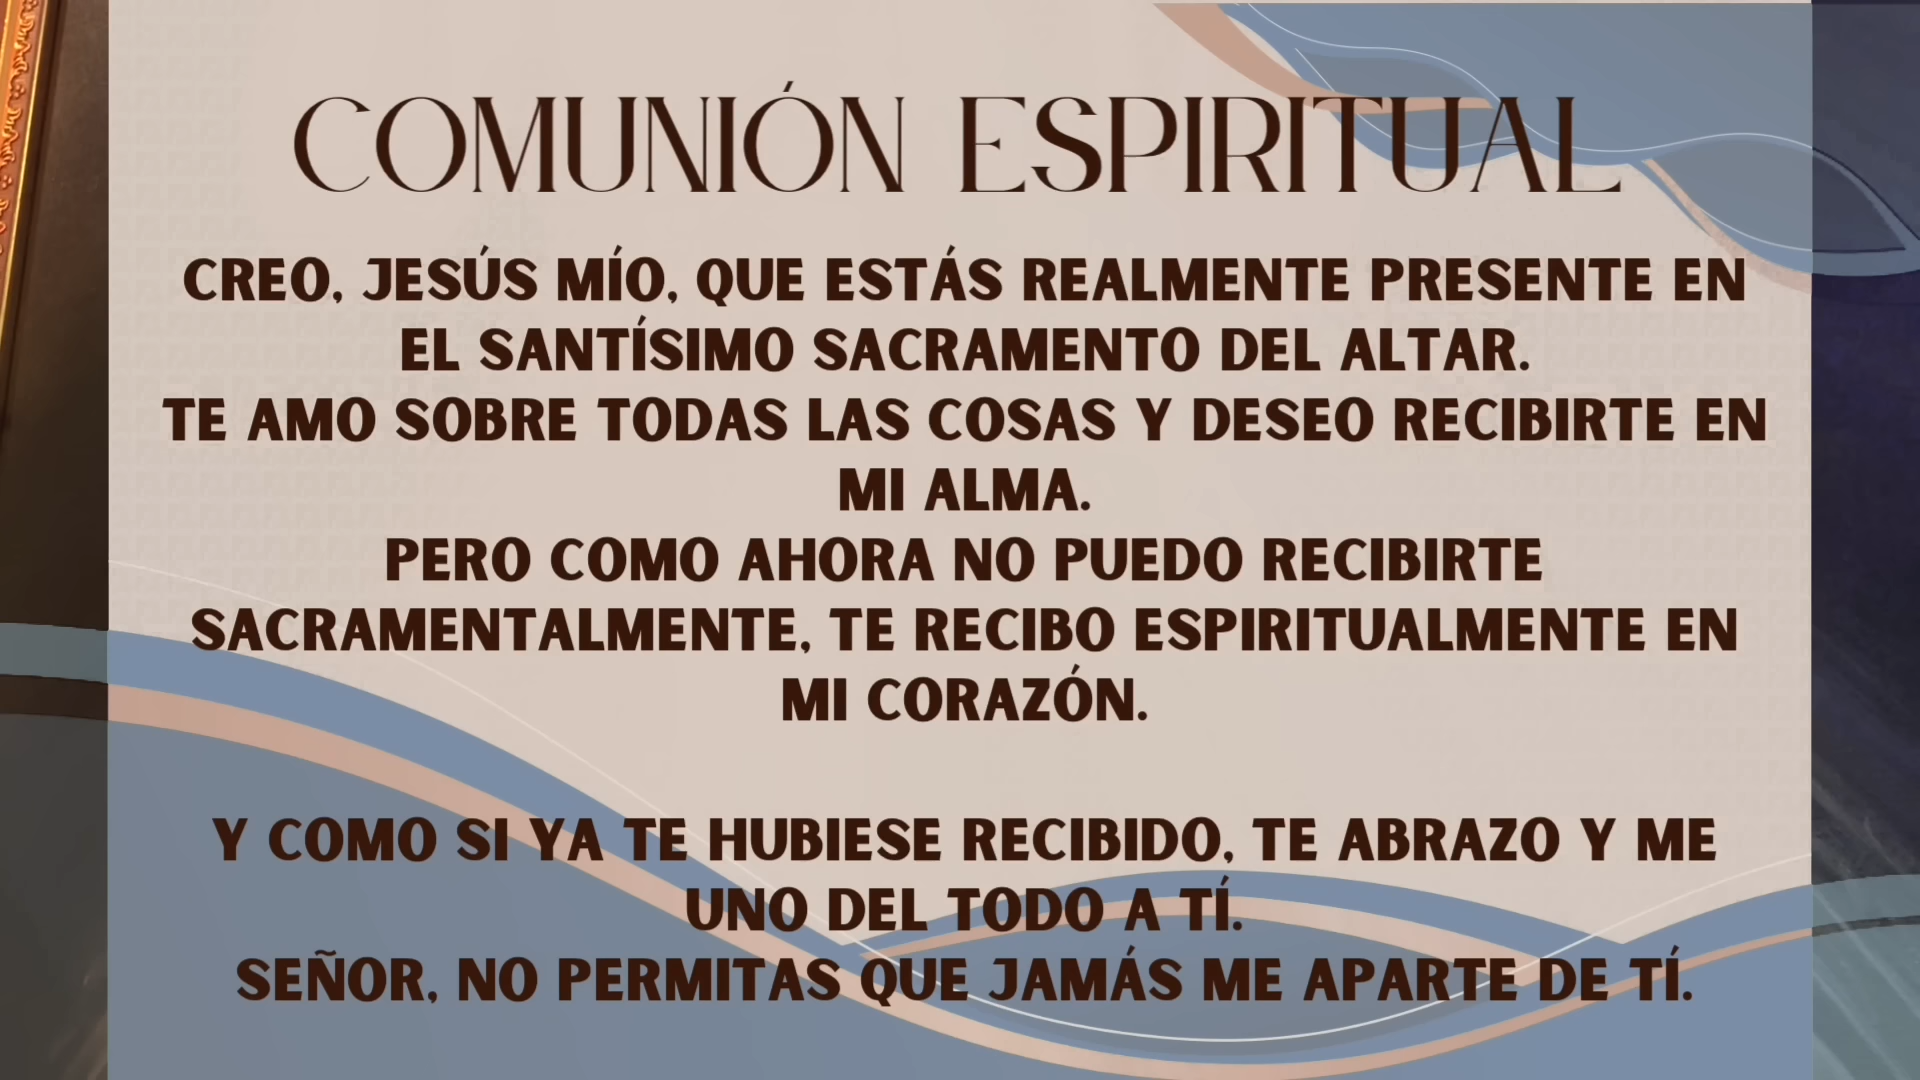 COMUNIÓN ESPIRITUAL
CREO, JESÚS MÍO, QUE ESTÁS REALMENTE PRESENTE EN
EL SANTÍSIMO SACRAMENTO DEL ALTAR.
TE AMO SOBRE TODAS LAS COSAS Y DESEO RECIBIRTE EN
MI ALMA.
PERO COMO AHORA NO PUEDO RECIBIRTE
SACRAMENTALMENTE, TE RECIBO ESPIRITUALMENTE EN
MI CORAZÓN.
Y COMO SI YA TE HUBIESE RECIBIDO, TE ABRAZO Y ME
UNO DEL TODO A TÍ.
SEÑOR, NO PERMITAS QUE JAMÁS ME APARTE DE TÍ.